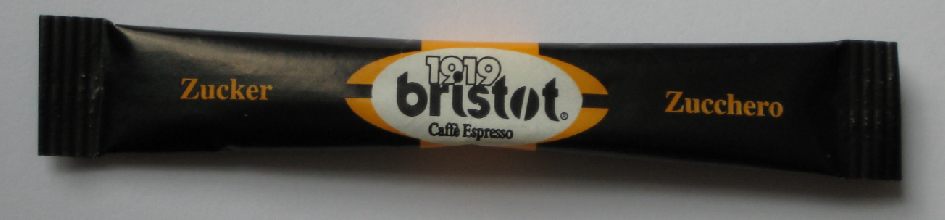 Zucker
1919
bristot®
Caffè Espresso
Zucchero